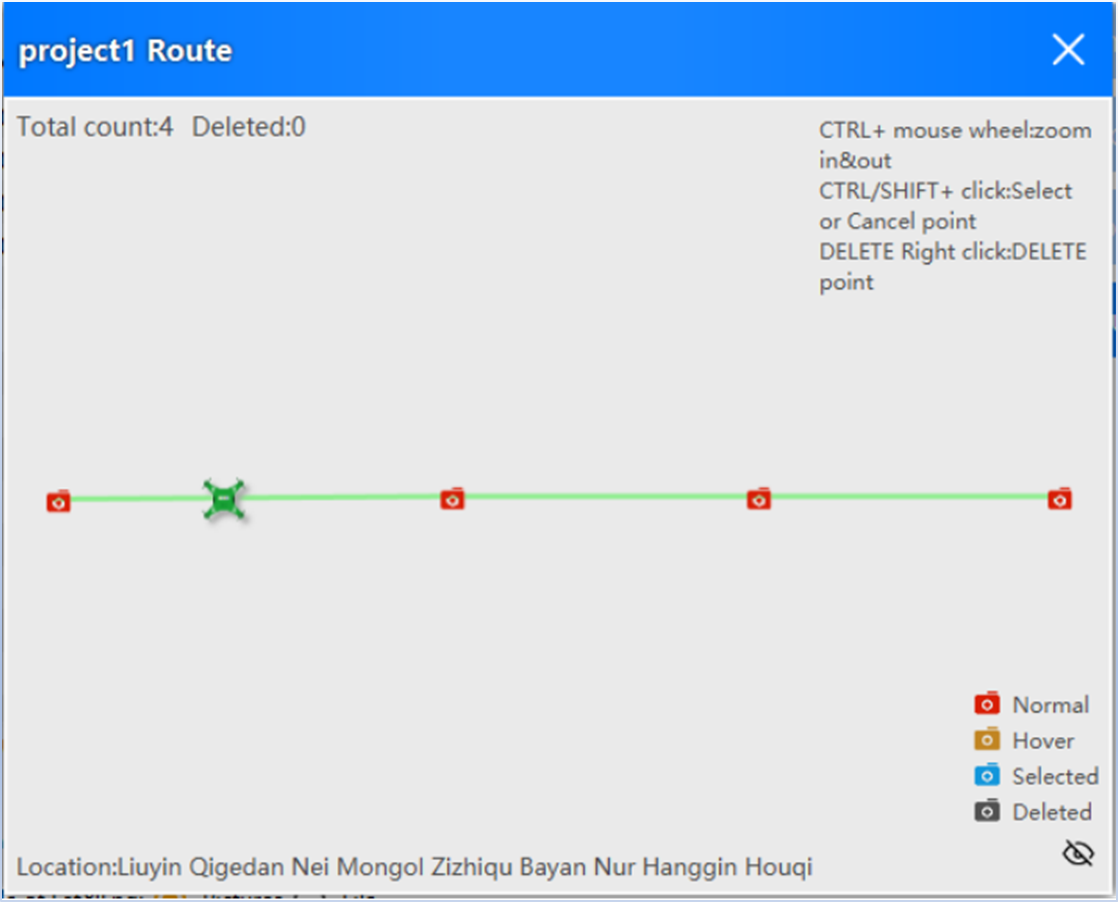 project1 Route
Total count:4 Deleted:0
CTRL+ mouse wheel:zoom
in&out
CTRL/SHIFT+ click:Select
or Cancel point
DELETE Right click:DELETE
point
Normal
Hover
Selected
Deleted
Location:Liuyin Qigedan Nei Mongol Zizhiqu Bayan Nur Hanggin Houqi